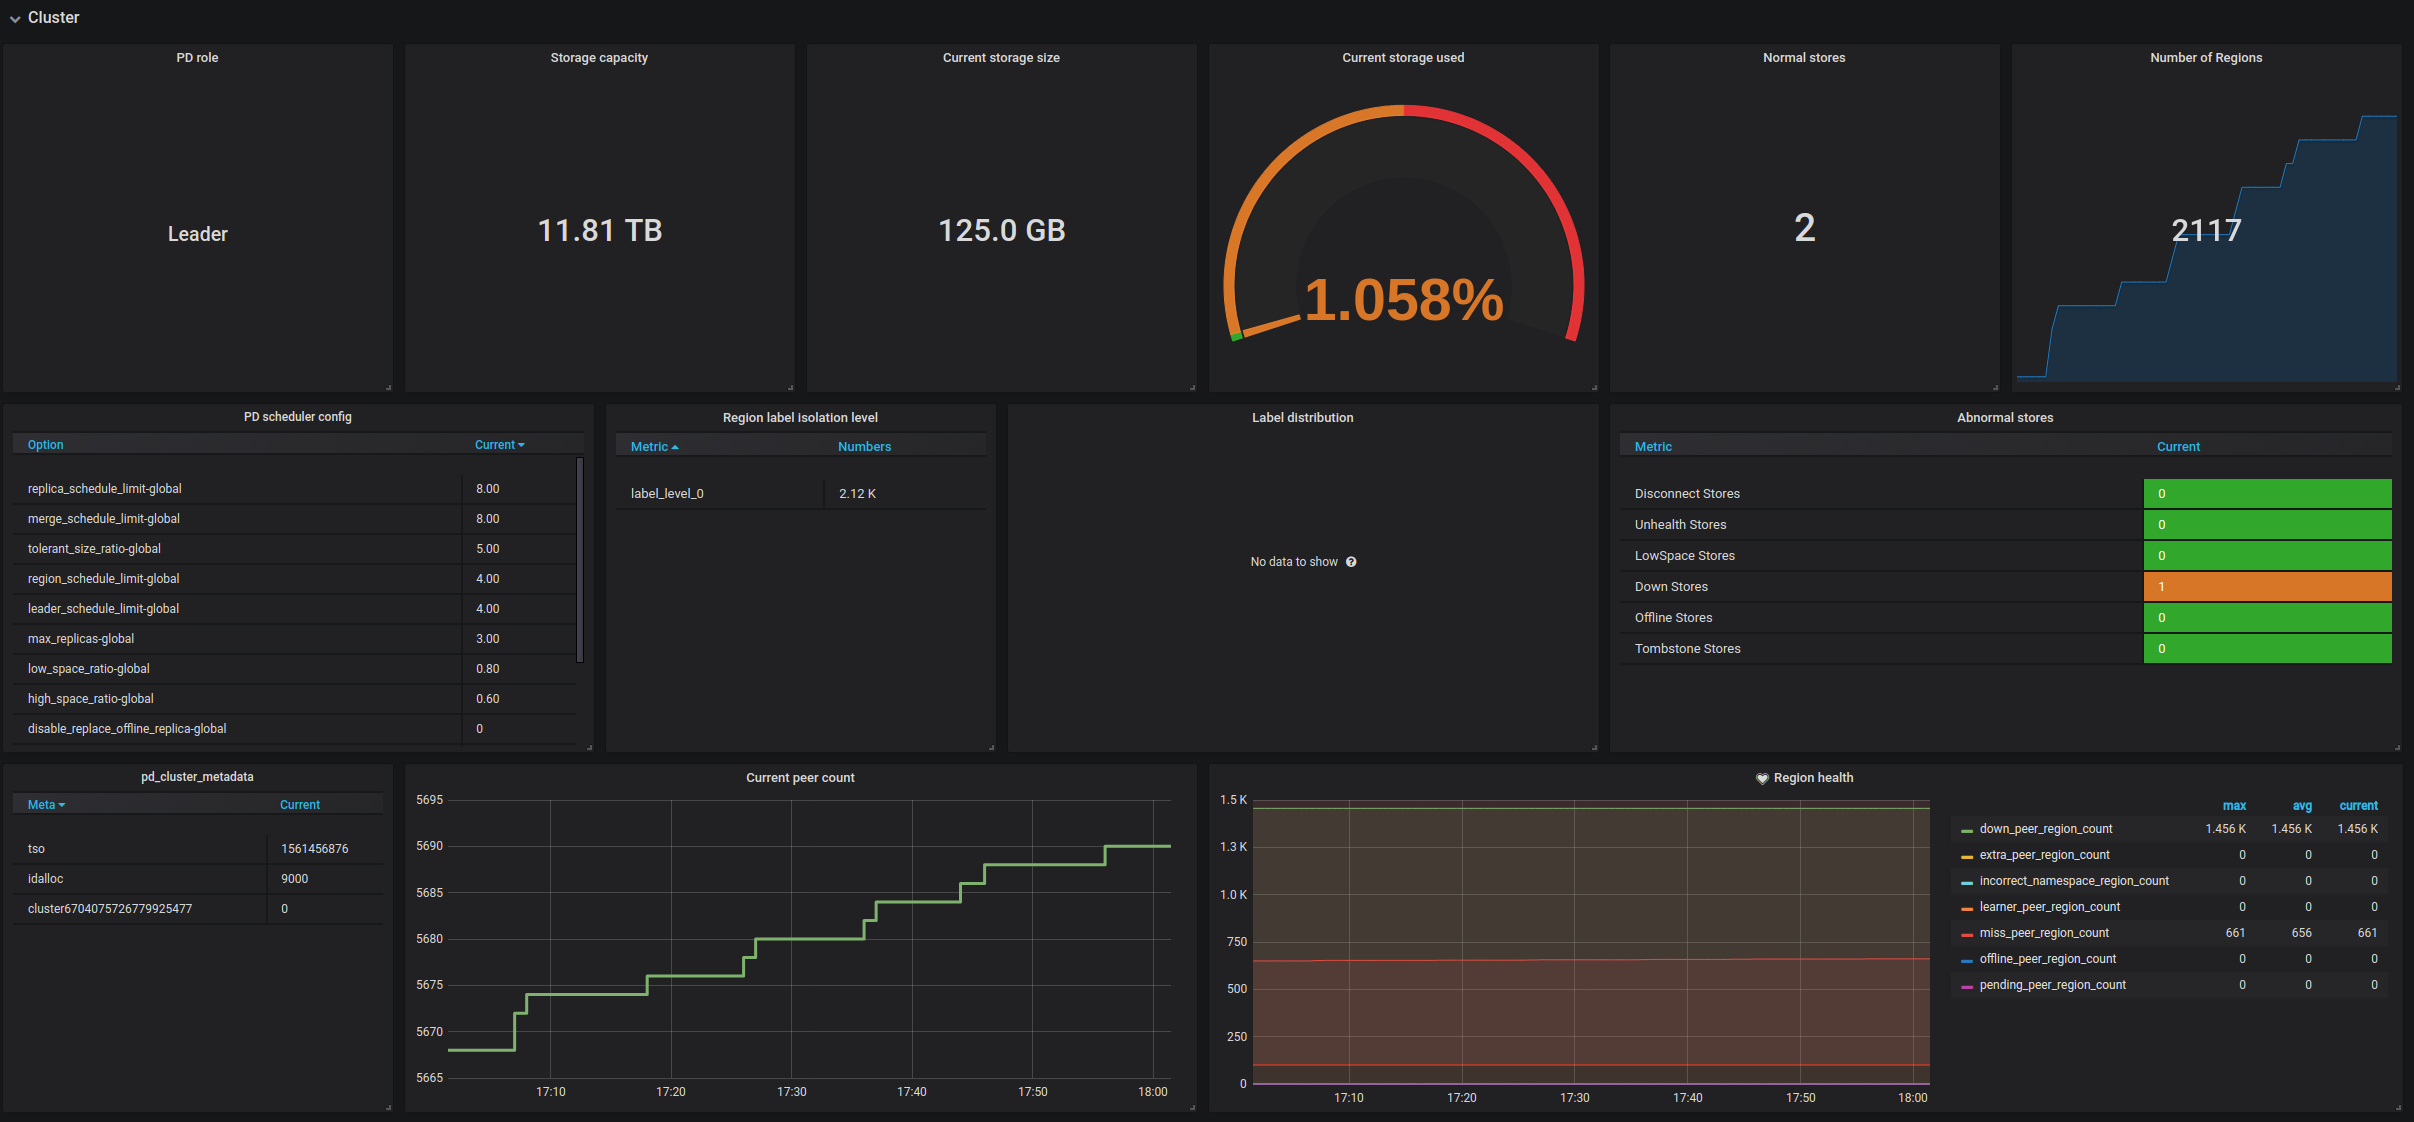 Cluster
PD role
Leader
Storage capacity
11.81 TB
Current storage size
125.0 GB
Current storage used
1.058%
Normal stores
2
Number of Regions
2117
PD scheduler config
Option Current
replica_schedule_limit-global 8.00
merge_schedule_limit-global 8.00
tolerant_size_ratio-global 5.00
region_schedule_limit-global 4.00
leader_schedule_limit-global 4.00
max_replicas-global 3.00
low_space_ratio-global 0.80
high_space_ratio-global 0.60
disable_replace_offline_replica-global 0
Region label isolation level
Metric Numbers
label_level_0 2.12 K
Label distribution
No data to show
Abnormal stores
Metric Current
Disconnect Stores 0
Unhealth Stores 0
LowSpace Stores 0
Down Stores 1
Offline Stores 0
Tombstone Stores 0
pd_cluster_metadata
Meta Current
tso 1561456876
idalloc 9000
cluster6704075726779925477 0
Current peer count
5695
5690
5685
5680
5675
5670
5665
17:10 17:20 17:30 17:40 17:50 18:00
Region health
1.5 K
1.3 K
1.0 K
750
500
250
0
17:10 17:20 17:30 17:40 17:50 18:00
max avg current
down_peer_region_count 1.456 K 1.456 K 1.456 K
extra_peer_region_count 0 0 0
incorrect_namespace_region_count 0 0 0
learner_peer_region_count 0 0 0
miss_peer_region_count 661 656 661
offline_peer_region_count 0 0 0
pending_peer_region_count 0 0 0